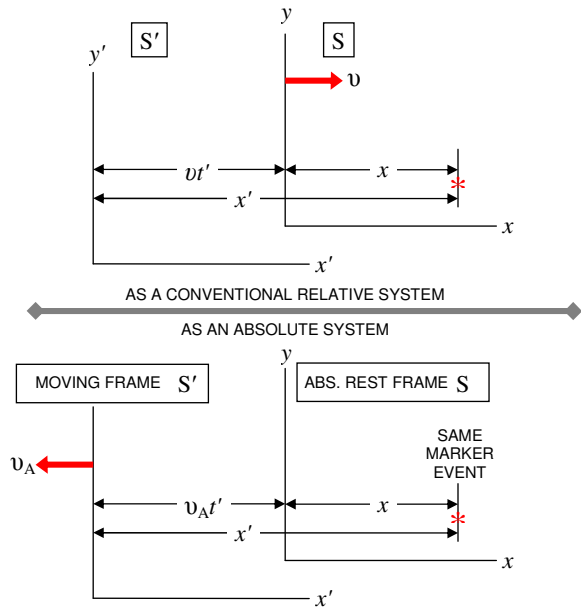 y
S′
S
y′
υ
υt′
x
x′
x
x′
AS A CONVENTIONAL RELATIVE SYSTEM
AS AN ABSOLUTE SYSTEM
y
MOVING FRAME S′
ABS. REST FRAME S
SAME
MARKER
EVENT
υA
υAt′
x
*
x′
x
x′